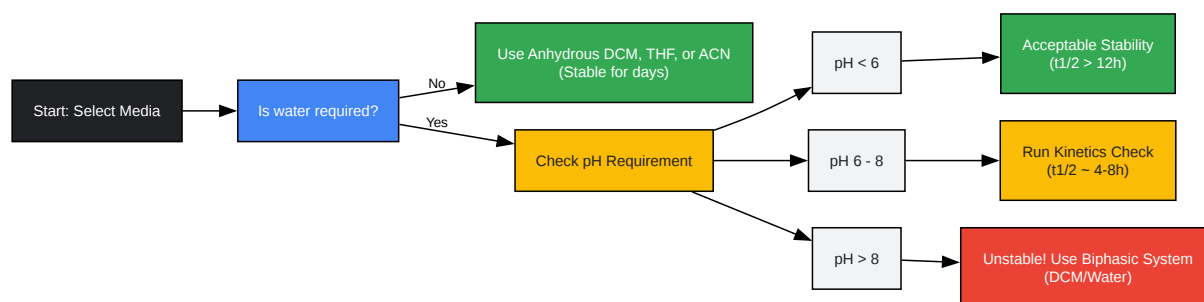 Start: Select Media
Is water required?
No
Use Anhydrous DCM, THF, or ACN
(Stable for days)
Yes
Check pH Requirement
pH < 6
Acceptable Stability
(t1/2 > 12h)
pH 6 - 8
Run Kinetics Check
(t1/2 ~ 4-8h)
pH > 8
Unstable! Use Biphasic System
(DCM/Water)